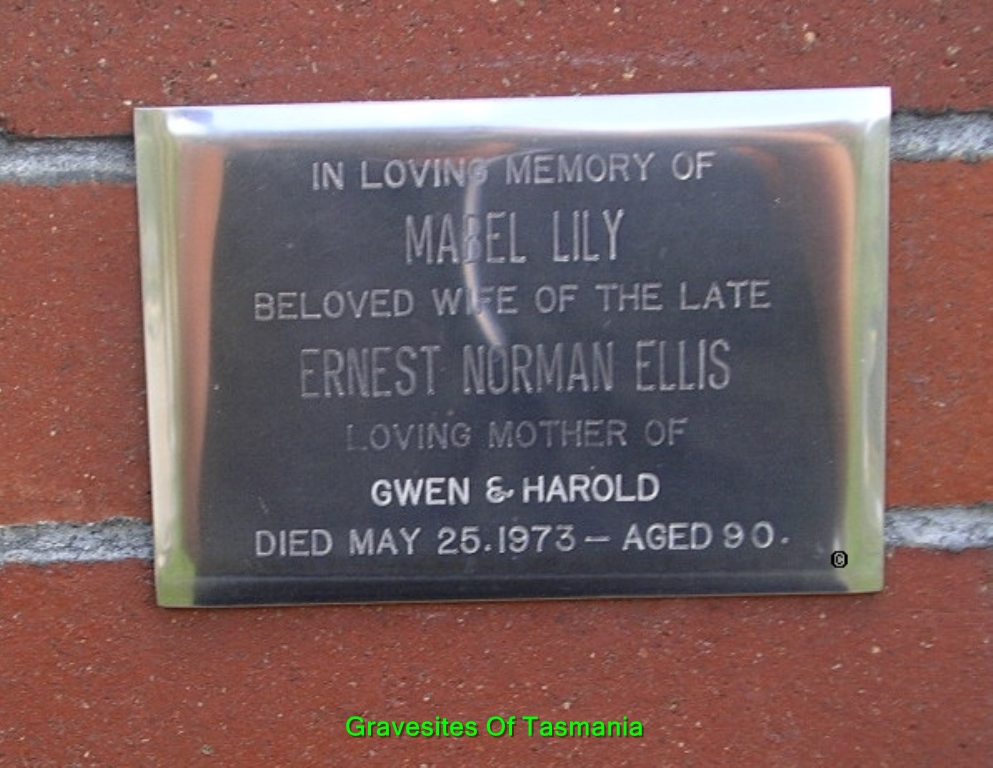 IN LOVING MEMORY OF
MABEL LILY
BELOVED WIFE OF THE LATE
ERNEST NORMAN ELLIS
LOVING MOTHER OF
GWEN & HAROLD
DIED MAY 25.1973 — AGED 90.
©
Gravesites Of Tasmania